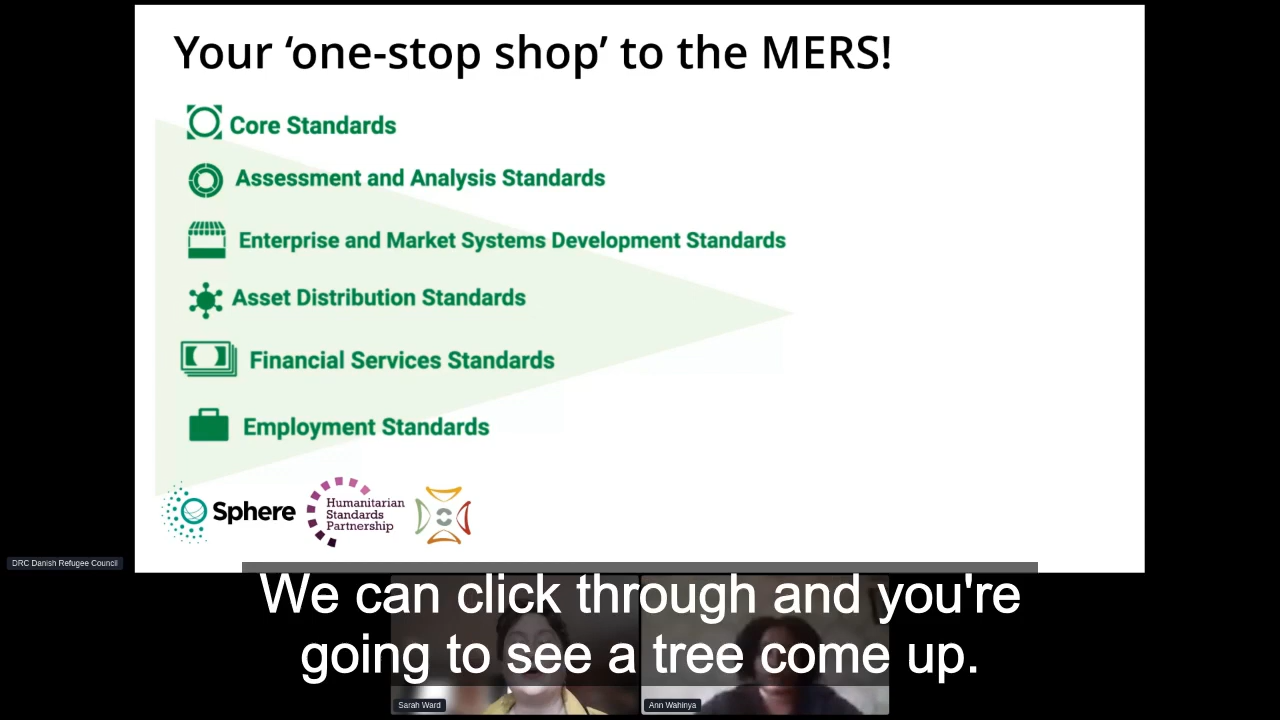 Your ‘one-stop shop’ to the MERS!
Core Standards
Assessment and Analysis Standards
Enterprise and Market Systems Development Standards
Asset Distribution Standards
Financial Services Standards
Employment Standards
Sphere
Humanitarian
Standards
Partnership
DRC Danish Refugee Council
We can click through and you're
going to see a tree come up.
Sarah Ward
Ann Wahinya